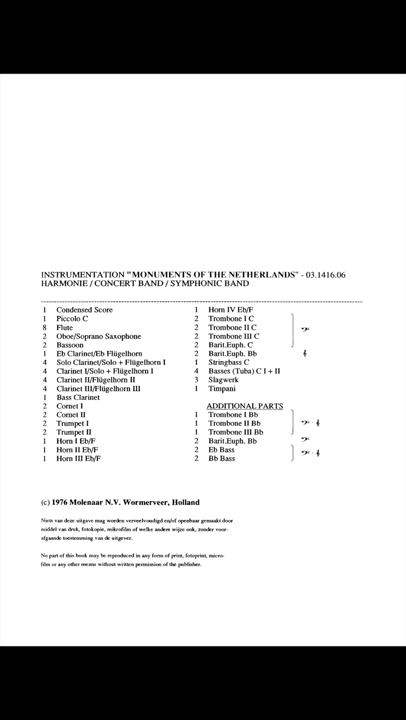 INSTRUMENTATION "MONUMENTS OF THE NETHERLANDS" - 03.1416.06
HARMONIE / CONCERT BAND / SYMPHONIC BAND
1 Condensed Score
1 Piccolo C
8 Flute
2 Oboe/Soprano Saxophone
2 Bassoon
1 Eb Clarinet/Eb Flügelhorn
4 Solo Clarinet/Solo + Flügelhorn I
4 Clarinet I/Solo + Flügelhorn I
4 Clarinet II/Flügelhorn II
4 Clarinet III/Flügelhorn III
1 Bass Clarinet
2 Cornet I
2 Cornet II
2 Trumpet I
2 Trumpet II
1 Horn I Eb/F
1 Horn II Eb/F
1 Horn III Eb/F
1 Horn IV Eb/F
2 Trombone I C
2 Trombone II C
2 Trombone III C
2 Barit.Euph. C
2 Barit.Euph. Bb
1 Stringbass C
4 Basses (Tuba) C I + II
3 Slagwerk
1 Timpani
ADDITIONAL PARTS
1 Trombone I Bb
1 Trombone II Bb
1 Trombone III Bb
2 Barit.Euph. Bb
2 Eb Bass
2 Bb Bass
(c) 1976 Molenaar N.V. Wormerveer, Holland
Niets van deze uitgave mag worden verveelvoudigd en/of openbaar gemaakt door
middel van druk, fotokopie, mikrofilm of welke andere wijze ook, zonder voor-
afgaande toestemming van de uitgever.
No part of this book may be reproduced in any form of print, fotoprint, micro-
film or any other means without written permission of the publisher.